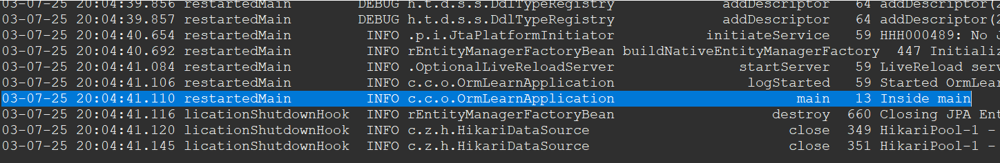 03-07-25 20:04:39.856 restartedMain DEBUG h.t.d.s.s.DdlTypeRegistry addDescriptor 64 addDescriptor(2
03-07-25 20:04:39.857 restartedMain DEBUG h.t.d.s.s.DdlTypeRegistry addDescriptor 64 addDescriptor(2
03-07-25 20:04:40.654 restartedMain INFO .p.i.JtaPlatformInitiator initiateService 59 HHH000489: No J
03-07-25 20:04:40.692 restartedMain INFO rEntityManagerFactoryBean buildNativeEntityManagerFactory 447 Initializ
03-07-25 20:04:41.084 restartedMain INFO .OptionalLiveReloadServer startServer 59 LiveReload serv
03-07-25 20:04:41.106 restartedMain INFO c.c.o.OrmLearnApplication logStarted 59 Started OrmLear
03-07-25 20:04:41.110 restartedMain INFO c.c.o.OrmLearnApplication main 13 Inside main
03-07-25 20:04:41.116 licationShutdownHook INFO rEntityManagerFactoryBean destroy 660 Closing JPA Ent
03-07-25 20:04:41.120 licationShutdownHook INFO c.z.h.HikariDataSource close 349 HikariPool-1 -
03-07-25 20:04:41.145 licationShutdownHook INFO c.z.h.HikariDataSource close 351 HikariPool-1 -